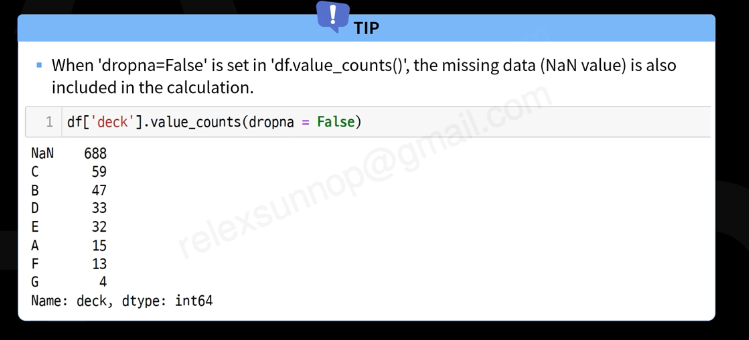 !
TIP
When 'dropna=False' is set in 'df.value_counts()', the missing data (NaN value) is also
included in the calculation.
1 df['deck'].value_counts(dropna = False)
NaN 688
C 59
B 47
D 33
E 32
A 15
F 13
G 4
Name: deck, dtype: int64
relexsunnop@gmail.com